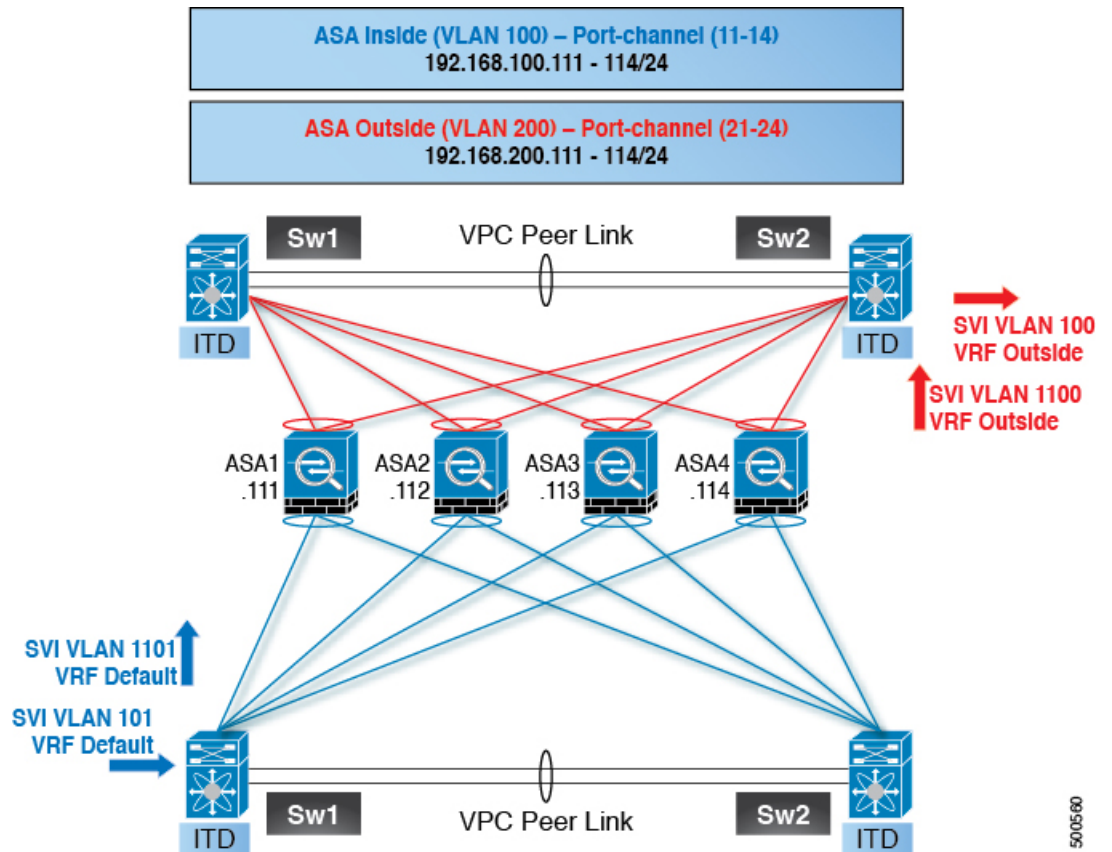 ASA Inside (VLAN 100) – Port-channel (11-14)
192.168.100.111 - 114/24
ASA Outside (VLAN 200) – Port-channel (21-24)
192.168.200.111 - 114/24
Sw1
VPC Peer Link
Sw2
ITD
ITD
SVI VLAN 100
VRF Outside
SVI VLAN 1100
VRF Outside
ASA1
.111
ASA2
.112
ASA3
.113
ASA4
.114
SVI VLAN 1101
VRF Default
SVI VLAN 101
VRF Default
Sw1
VPC Peer Link
Sw2
ITD
ITD
500560